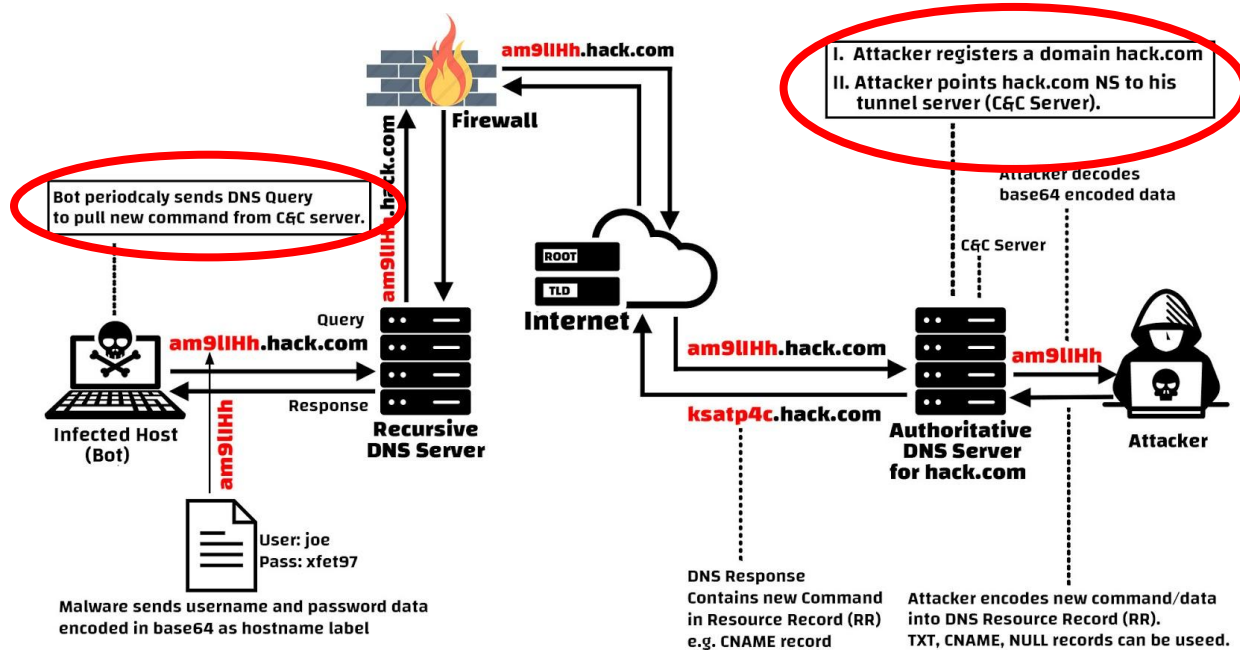 am9lIHh.hack.com
I. Attacker registers a domain hack.com
II. Attacker points hack.com NS to his
tunnel server (C&C Server).
Firewall
am9lIHh.hack.com
Bot periodcaly sends DNS Query
to pull new command from C&C server.
Attacker decodes
base64 encoded data
C&C Server
ROOT
TLD
Internet
Query
am9lIHh.hack.com
Response
am9lIHh.hack.com
am9lIHh
ksatp4c.hack.com
Infected Host
(Bot)
am9lIHh
Recursive
DNS Server
Authoritative
DNS Server
for hack.com
Attacker
User: joe
Pass: xfet97
Malware sends username and password data
encoded in base64 as hostname label
DNS Response
Contains new Command
in Resource Record (RR)
e.g. CNAME record
Attacker encodes new command/data
into DNS Resource Record (RR).
TXT, CNAME, NULL records can be useed.